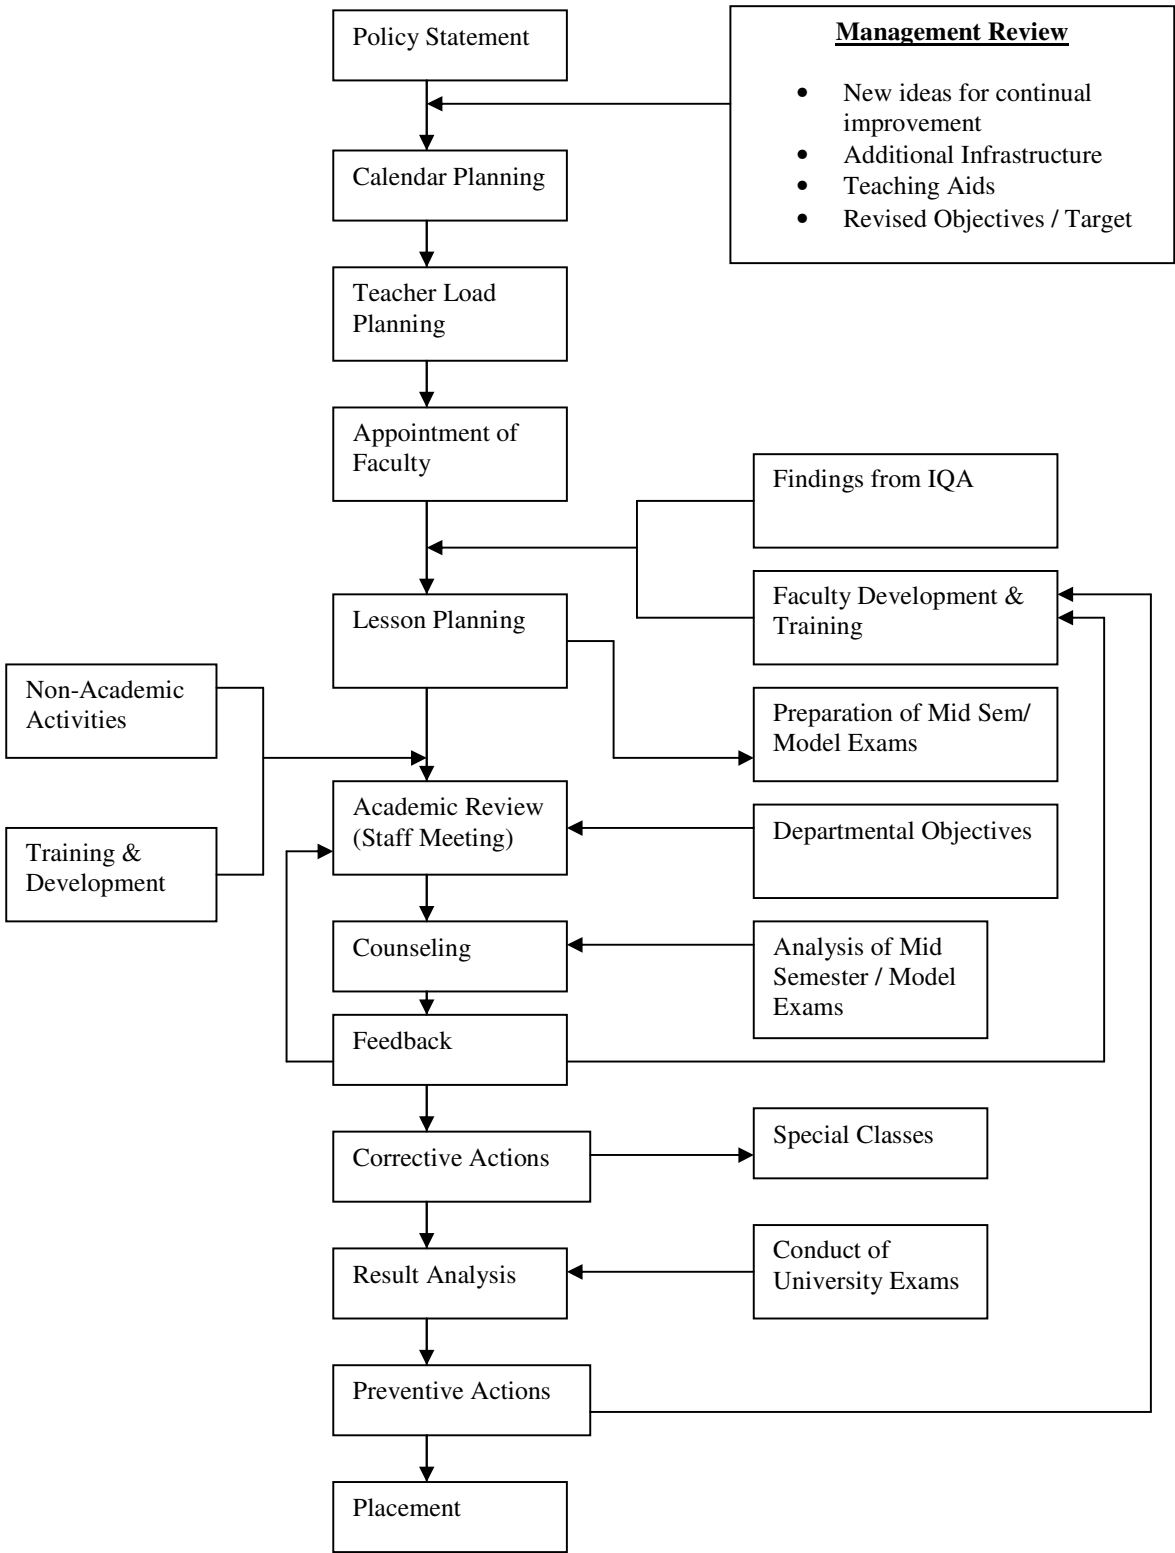 Policy Statement
Management Review
• New ideas for continual
improvement
• Additional Infrastructure
• Teaching Aids
• Revised Objectives / Target
Calendar Planning
Teacher Load
Planning
Appointment of
Faculty
Findings from IQA
Faculty Development &
Training
Lesson Planning
Non-Academic
Activities
Preparation of Mid Sem/
Model Exams
Academic Review
(Staff Meeting)
Departmental Objectives
Training &
Development
Counseling
Analysis of Mid
Semester / Model
Exams
Feedback
Special Classes
Corrective Actions
Conduct of
University Exams
Result Analysis
Preventive Actions
Placement